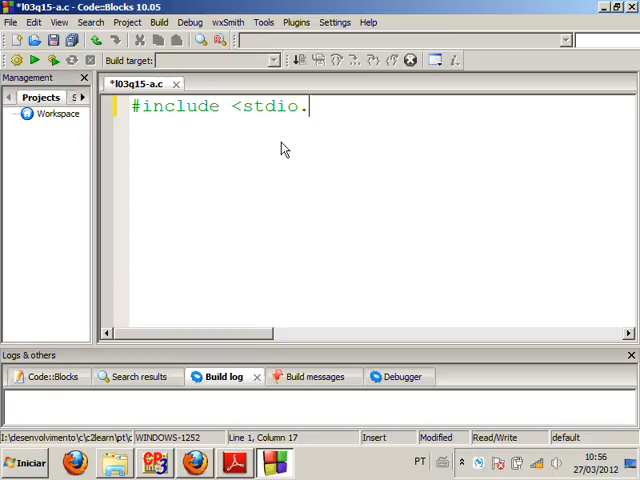 *l03q15-a.c - Code::Blocks 10.05
File Edit View Search Project Build Debug wxSmith Tools Plugins Settings Help
Build target:
Management
Projects
Workspace
*l03q15-a.c
#include <stdio.
Logs & others
Code::Blocks Search results Build log Build messages Debugger
I:\desenvolvimento\c\c2learn\pt\c WINDOWS-1252 Line 1, Column 17 Insert Modified Read/Write default
Iniciar PT 10:56
27/03/2012